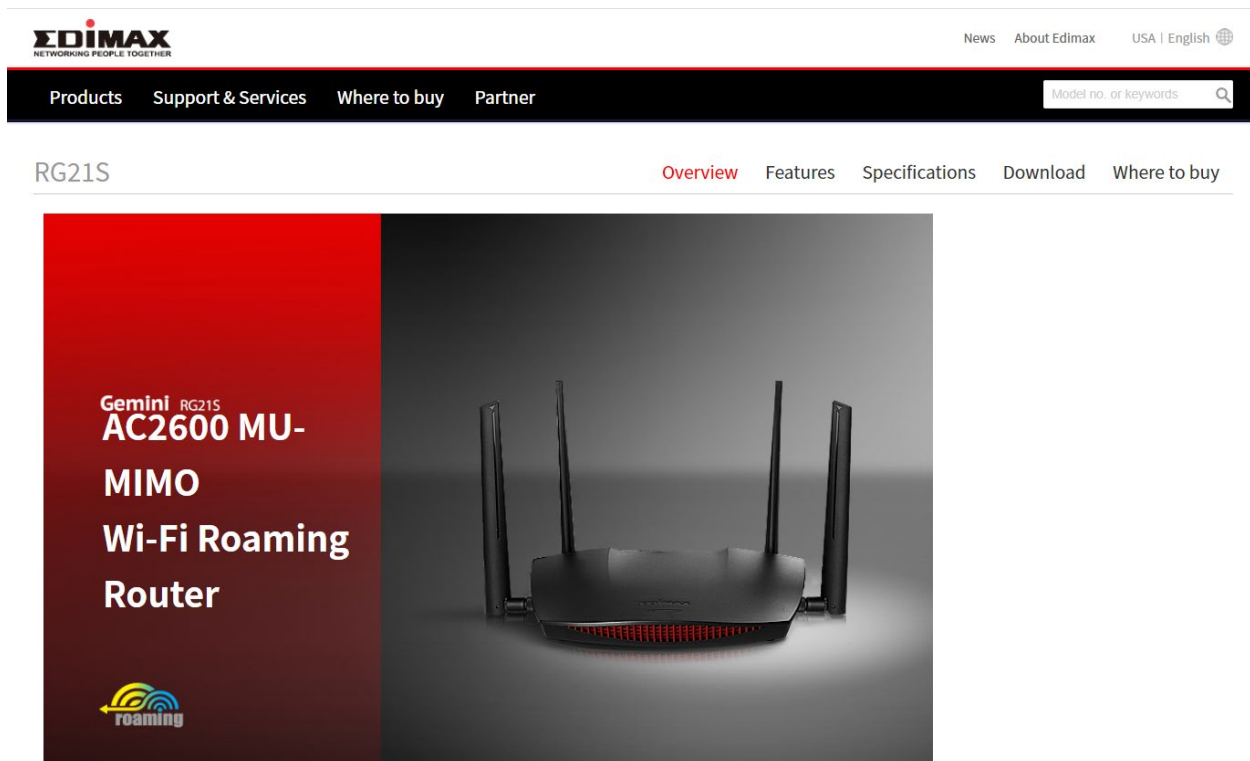 EDIMAX
NETWORKING PEOPLE TOGETHER
News About Edimax USA | English
Products Support & Services Where to buy Partner
Model no. or keywords
RG21S
Overview Features Specifications Download Where to buy
Gemini RG21S
AC2600 MU-
MIMO
Wi-Fi Roaming
Router
EDIMAX
roaming